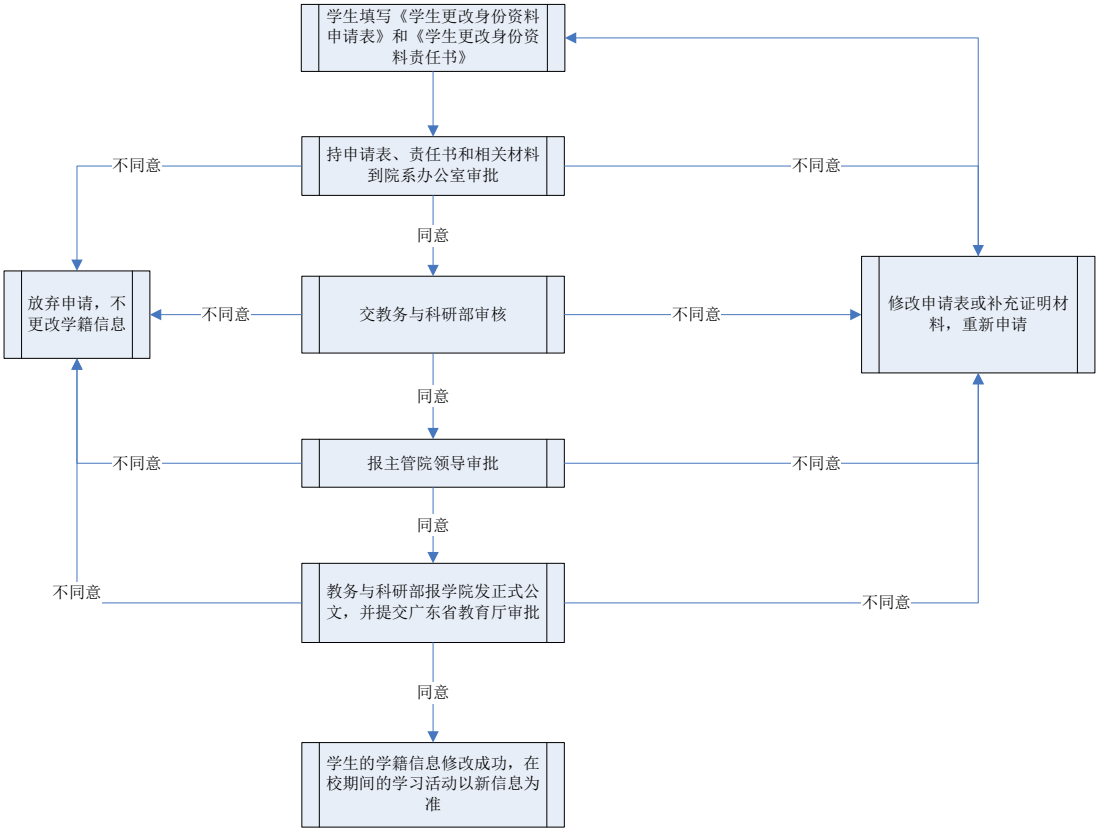 学生填写《学生更改身份资料
申请表》和《学生更改身份资
料责任书》
不同意
持申请表、责任书和相关材料
到院系办公室审批
不同意
同意
放弃申请，不
更改学籍信息
不同意
交教务与科研部审核
不同意
修改申请表或补充证明材
料，重新申请
同意
不同意
报主管院领导审批
不同意
同意
不同意
教务与科研部报学院发正式公
文，并提交广东省教育厅审批
不同意
同意
学生的学籍信息修改成功，在
校期间的学习活动以新信息为
准